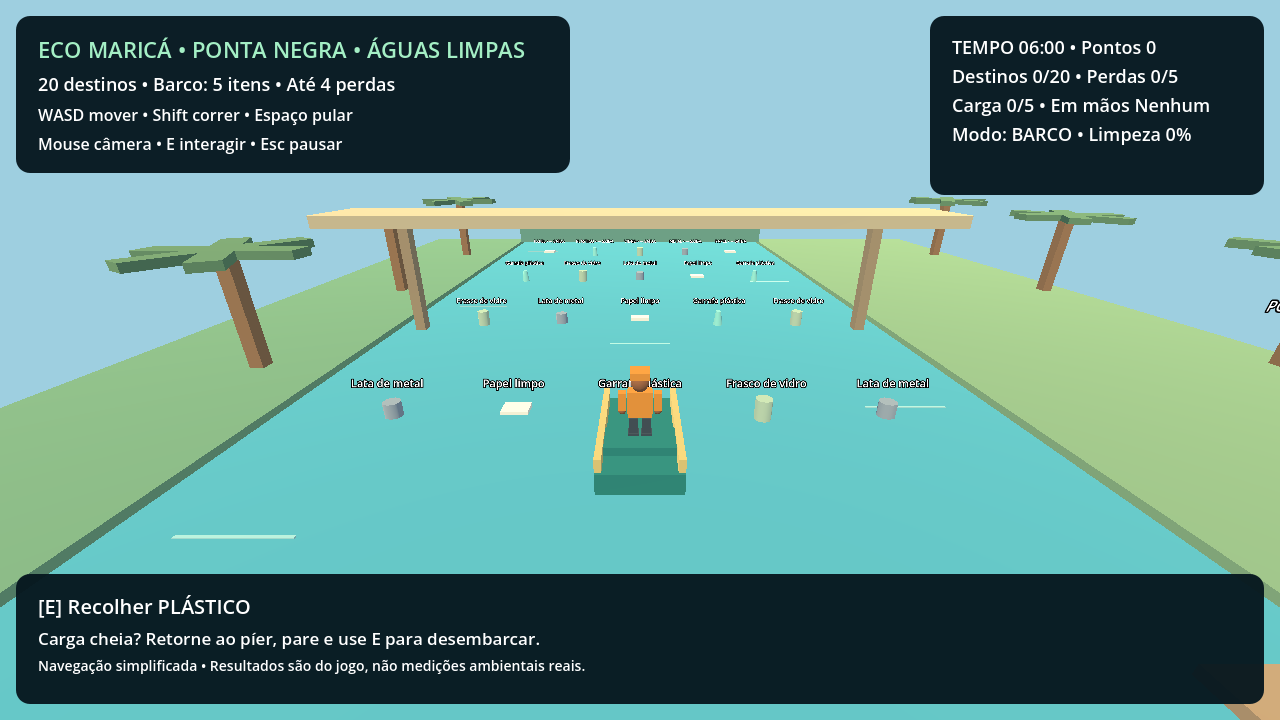 ECO MARICÁ • PONTA NEGRA • ÁGUAS LIMPAS
20 destinos • Barco: 5 itens • Até 4 perdas
WASD mover • Shift correr • Espaço pular
Mouse câmera • E interagir • Esc pausar
TEMPO 06:00 • Pontos 0
Destinos 0/20 • Perdas 0/5
Carga 0/5 • Em mãos Nenhum
Modo: BARCO • Limpeza 0%
Frasco de vidro
Lata de metal
Papel limpo
Garrafa plástica
Frasco de vidro
Lata de metal
Papel limpo
Frasco de vidro
Lata de metal
[E] Recolher PLÁSTICO
Carga cheia? Retorne ao píer, pare e use E para desembarcar.
Navegação simplificada • Resultados são do jogo, não medições ambientais reais.